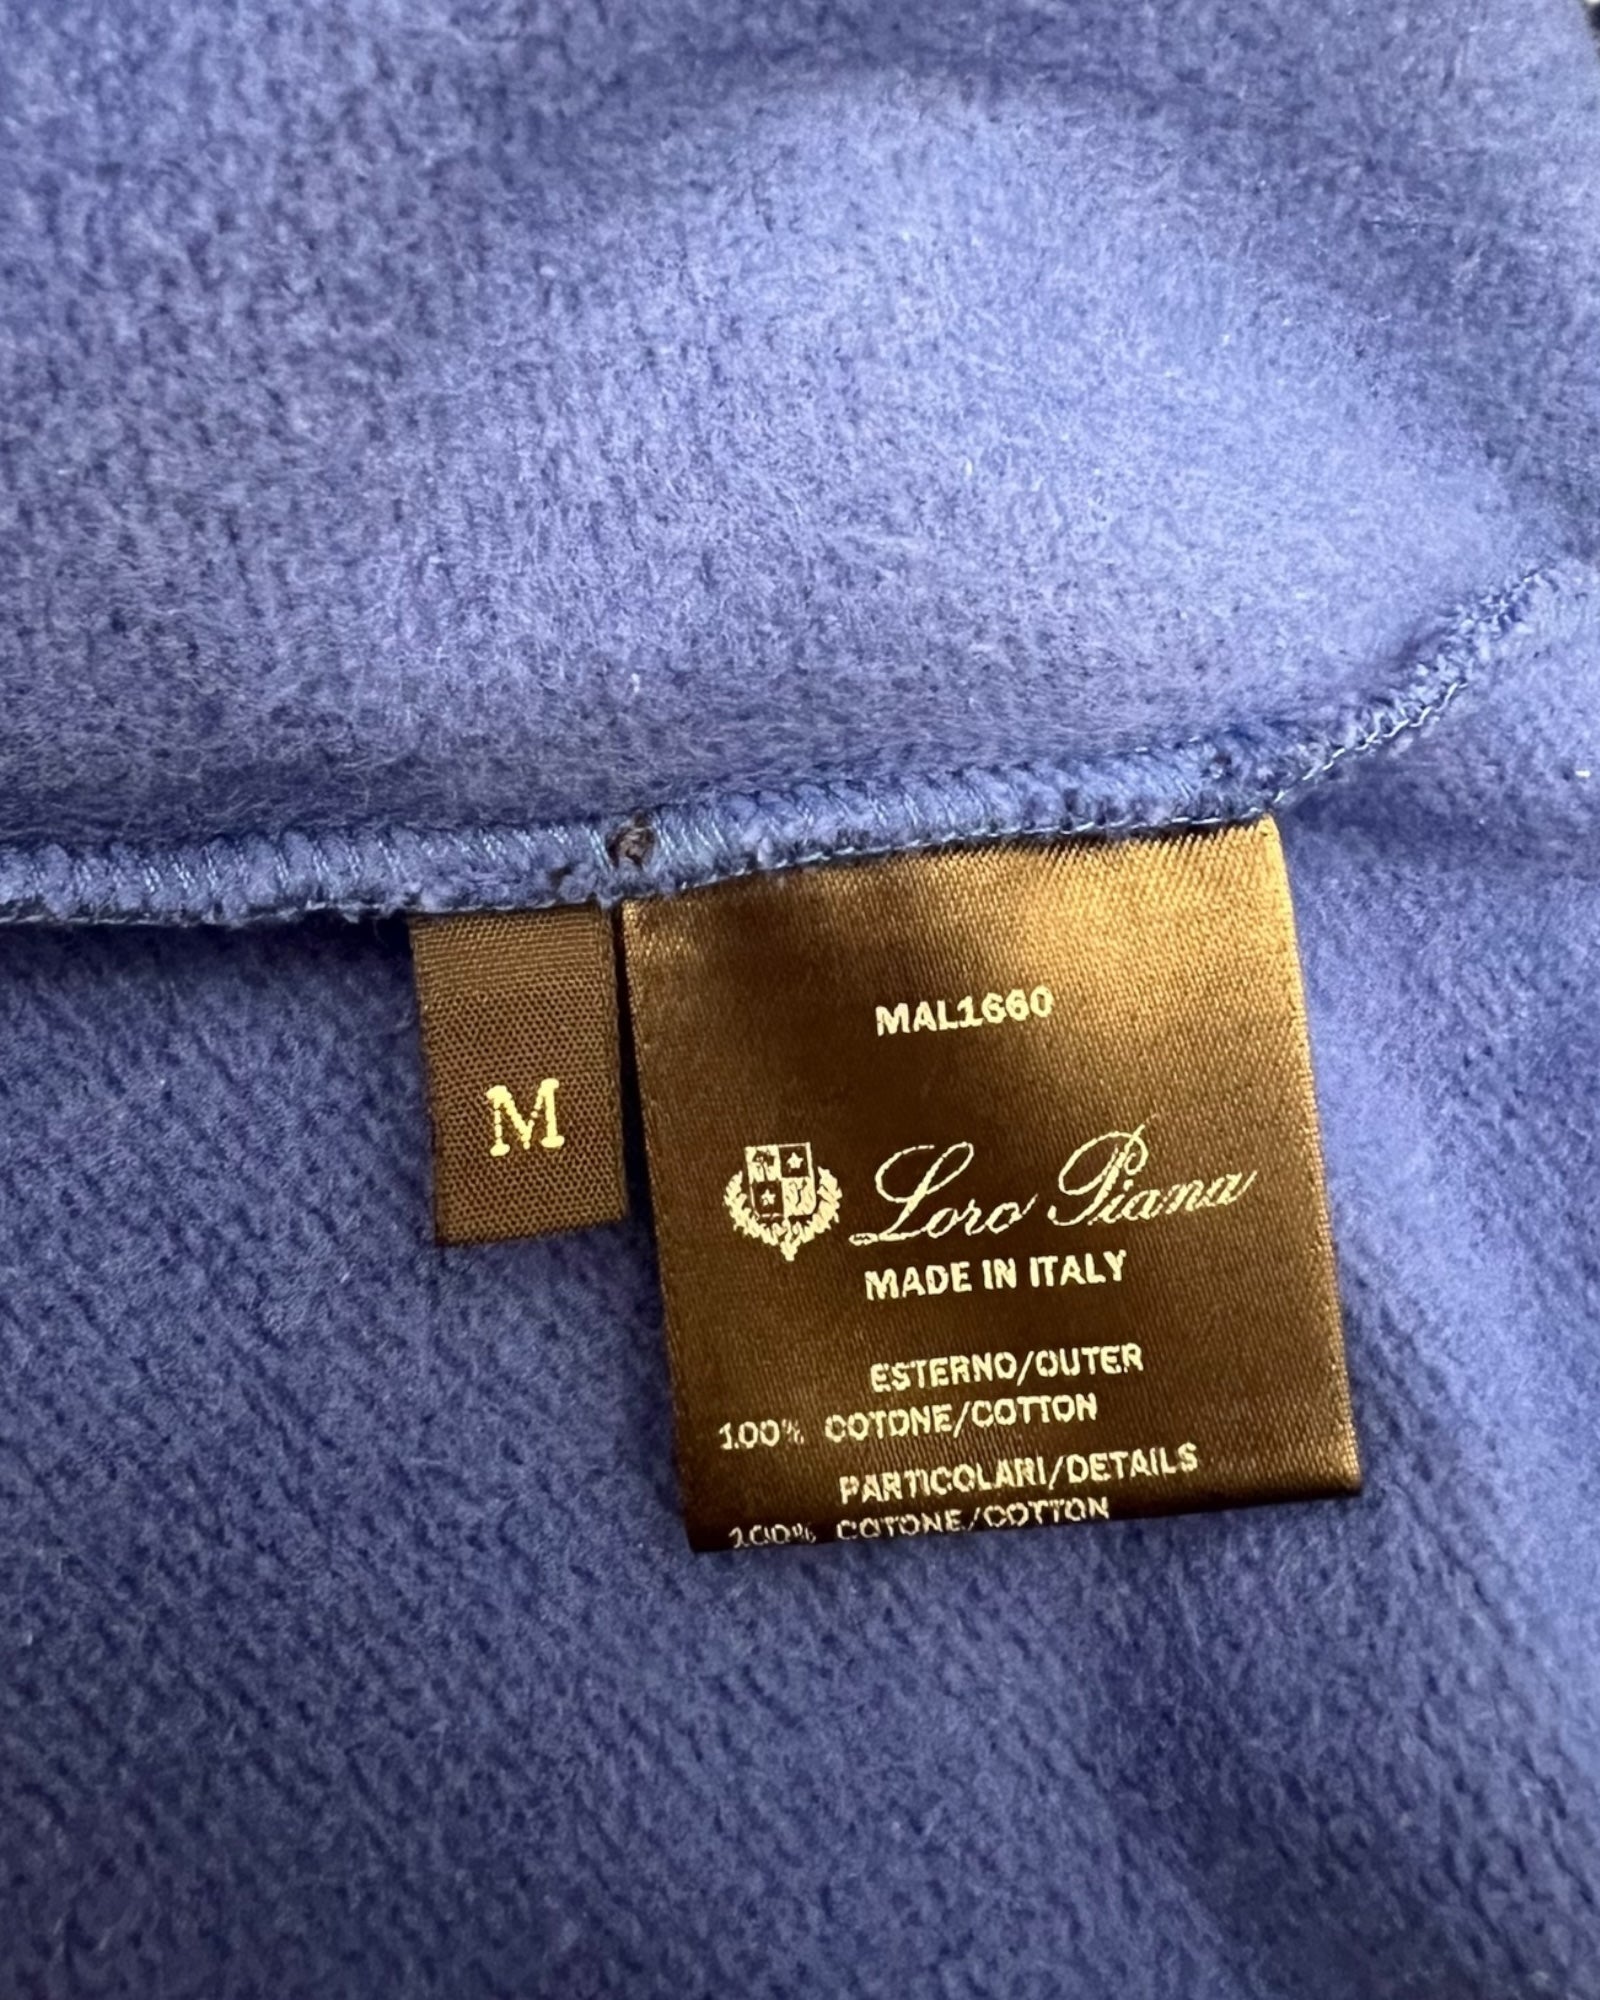 M
MAL1660
Loro Piana
MADE IN ITALY
ESTERNO/OUTER
100% COTONE/COTTON
PARTICOLARI/DETAILS
100% COTONE/COTTON